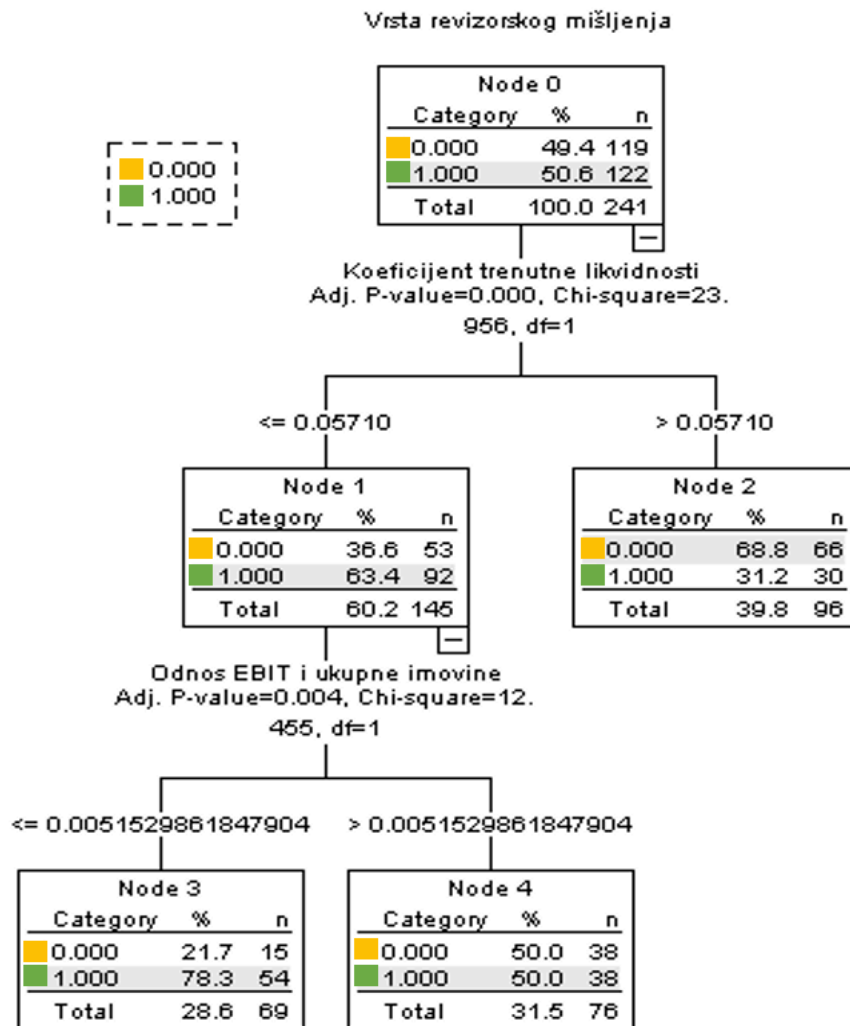 Vrsta revizorskog mišljenja
0.000
1.000
Node 0
Category % n
0.000 49.4 119
1.000 50.6 122
Total 100.0 241
Koeficijent trenutne likvidnosti
Adj. P-value=0.000, Chi-square=23.
956, df=1
<= 0.05710
> 0.05710
Node 1
Category % n
0.000 36.6 53
1.000 63.4 92
Total 60.2 145
Node 2
Category % n
0.000 68.8 66
1.000 31.2 30
Total 39.8 96
Odnos EBIT i ukupne imovine
Adj. P-value=0.004, Chi-square=12.
455, df=1
<= 0.0051529861847904
> 0.0051529861847904
Node 3
Category % n
0.000 21.7 15
1.000 78.3 54
Total 28.6 69
Node 4
Category % n
0.000 50.0 38
1.000 50.0 38
Total 31.5 76